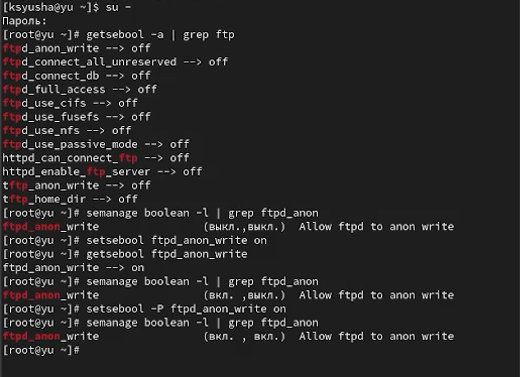 [ksyusha@yu ~]$ su -
Пароль:
[root@yu ~]# getsebool -a | grep ftp
ftpd_anon_write --> off
ftpd_connect_all_unreserved --> off
ftpd_connect_db --> off
ftpd_full_access --> off
ftpd_use_cifs --> off
ftpd_use_fusefs --> off
ftpd_use_nfs --> off
ftpd_use_passive_mode --> off
httpd_can_connect_ftp --> off
httpd_enable_ftp_server --> off
tftp_anon_write --> off
tftp_home_dir --> off
[root@yu ~]# semanage boolean -l | grep ftpd_anon
ftpd_anon_write                (выкл.,выкл.)  Allow ftpd to anon write
[root@yu ~]# setsebool ftpd_anon_write on
[root@yu ~]# getsebool ftpd_anon_write
ftpd_anon_write --> on
[root@yu ~]# semanage boolean -l | grep ftpd_anon
ftpd_anon_write                (вкл. ,выкл.)  Allow ftpd to anon write
[root@yu ~]# setsebool -P ftpd_anon_write on
[root@yu ~]# semanage boolean -l | grep ftpd_anon
ftpd_anon_write                (вкл. , вкл.)  Allow ftpd to anon write
[root@yu ~]#